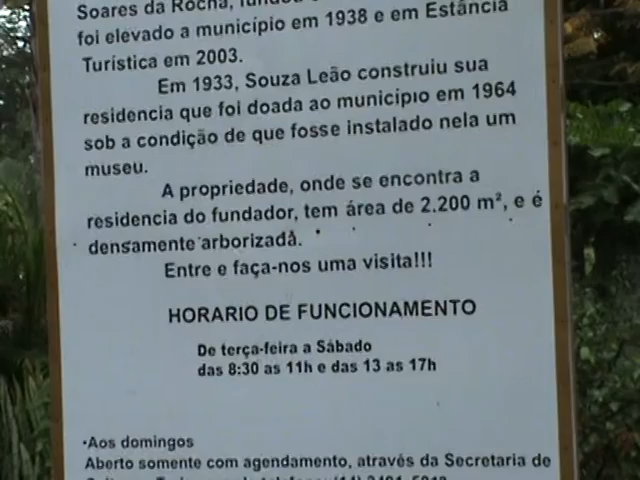 Soares da Rocha,
foi elevado a município em 1938 e em Estância
Turística em 2003.
Em 1933, Souza Leão construiu sua
residencia que foi doada ao município em 1964
sob a condição de que fosse instalado nela um
museu.
A propriedade, onde se encontra a
residencia do fundador, tem área de 2.200 m², e é
densamente arborizada.
Entre e faça-nos uma visita!!!
HORARIO DE FUNCIONAMENTO
De terça-feira a Sábado
das 8:30 as 11h e das 13 as 17h
•Aos domingos
Aberto somente com agendamento, através da Secretaria de